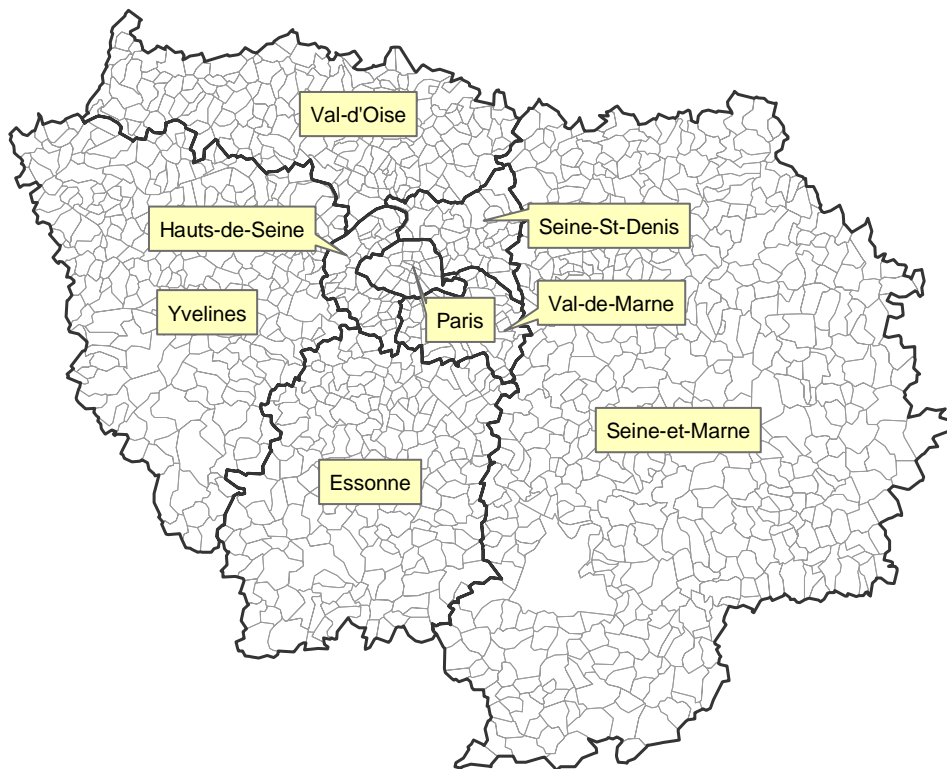 Val-d'Oise
Hauts-de-Seine
Seine-St-Denis
Yvelines
Paris
Val-de-Marne
Seine-et-Marne
Essonne